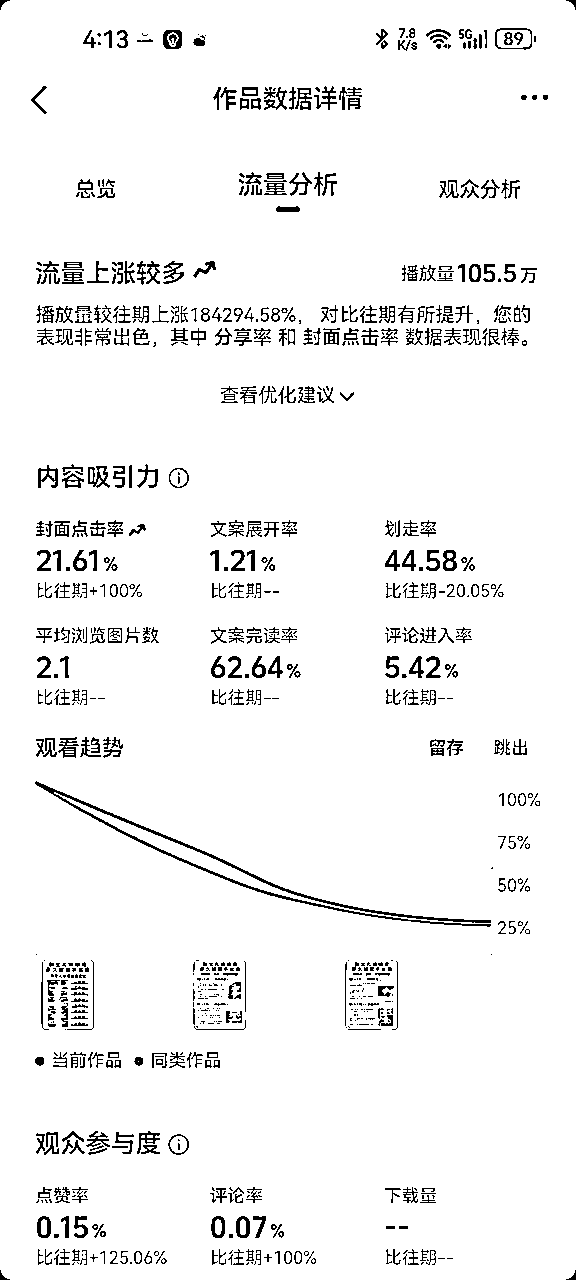 4:13 7.8 K/s 5G 89
作品数据详情
总览 流量分析 观众分析
流量上涨较多 播放量105.5万
播放量较往期上涨184294.58%， 对比往期有所提升，您的
表现非常出色，其中 分享率 和 封面点击率 数据表现很棒。
查看优化建议
内容吸引力
封面点击率 文案展开率 划走率
21.61% 1.21% 44.58%
比往期+100% 比往期-- 比往期-20.05%
平均浏览图片数 文案完读率 评论进入率
2.1 62.64% 5.42%
比往期-- 比往期-- 比往期--
观看趋势 留存 跳出
100%
75%
50%
25%
当前作品 同类作品
观众参与度
点赞率 评论率 下载量
0.15% 0.07% --
比往期+125.06% 比往期+100% 比往期--